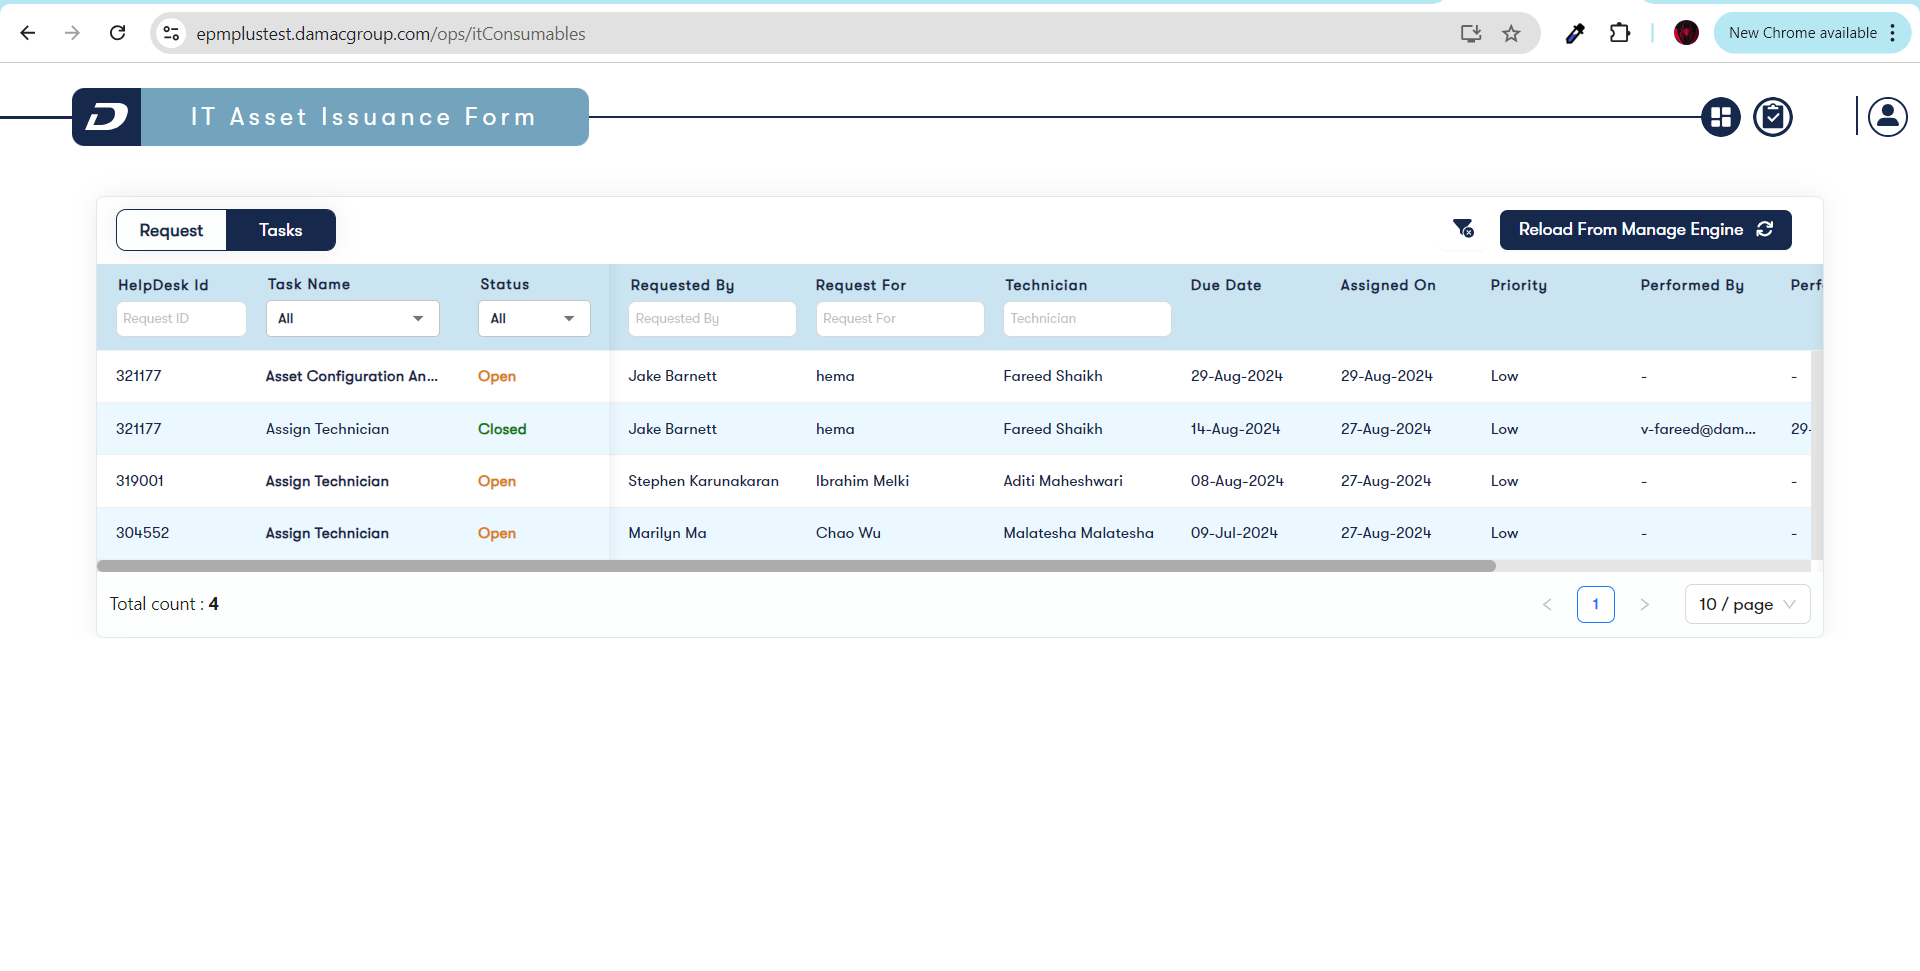 epmplustest.damacgroup.com/ops/itConsumables
New Chrome available
IT Asset Issuance Form
Request Tasks
Reload From Manage Engine
HelpDesk Id Task Name Status Requested By Request For Technician Due Date Assigned On Priority Performed By Perf
Request ID All All Requested By Request For Technician
321177 Asset Configuration An... Open Jake Barnett hema Fareed Shaikh 29-Aug-2024 29-Aug-2024 Low - -
321177 Assign Technician Closed Jake Barnett hema Fareed Shaikh 14-Aug-2024 27-Aug-2024 Low v-fareed@dam... 29-
319001 Assign Technician Open Stephen Karunakaran Ibrahim Melki Aditi Maheshwari 08-Aug-2024 27-Aug-2024 Low - -
304552 Assign Technician Open Marilyn Ma Chao Wu Malatesha Malatesha 09-Jul-2024 27-Aug-2024 Low - -
Total count : 4
< 1 > 10 / page